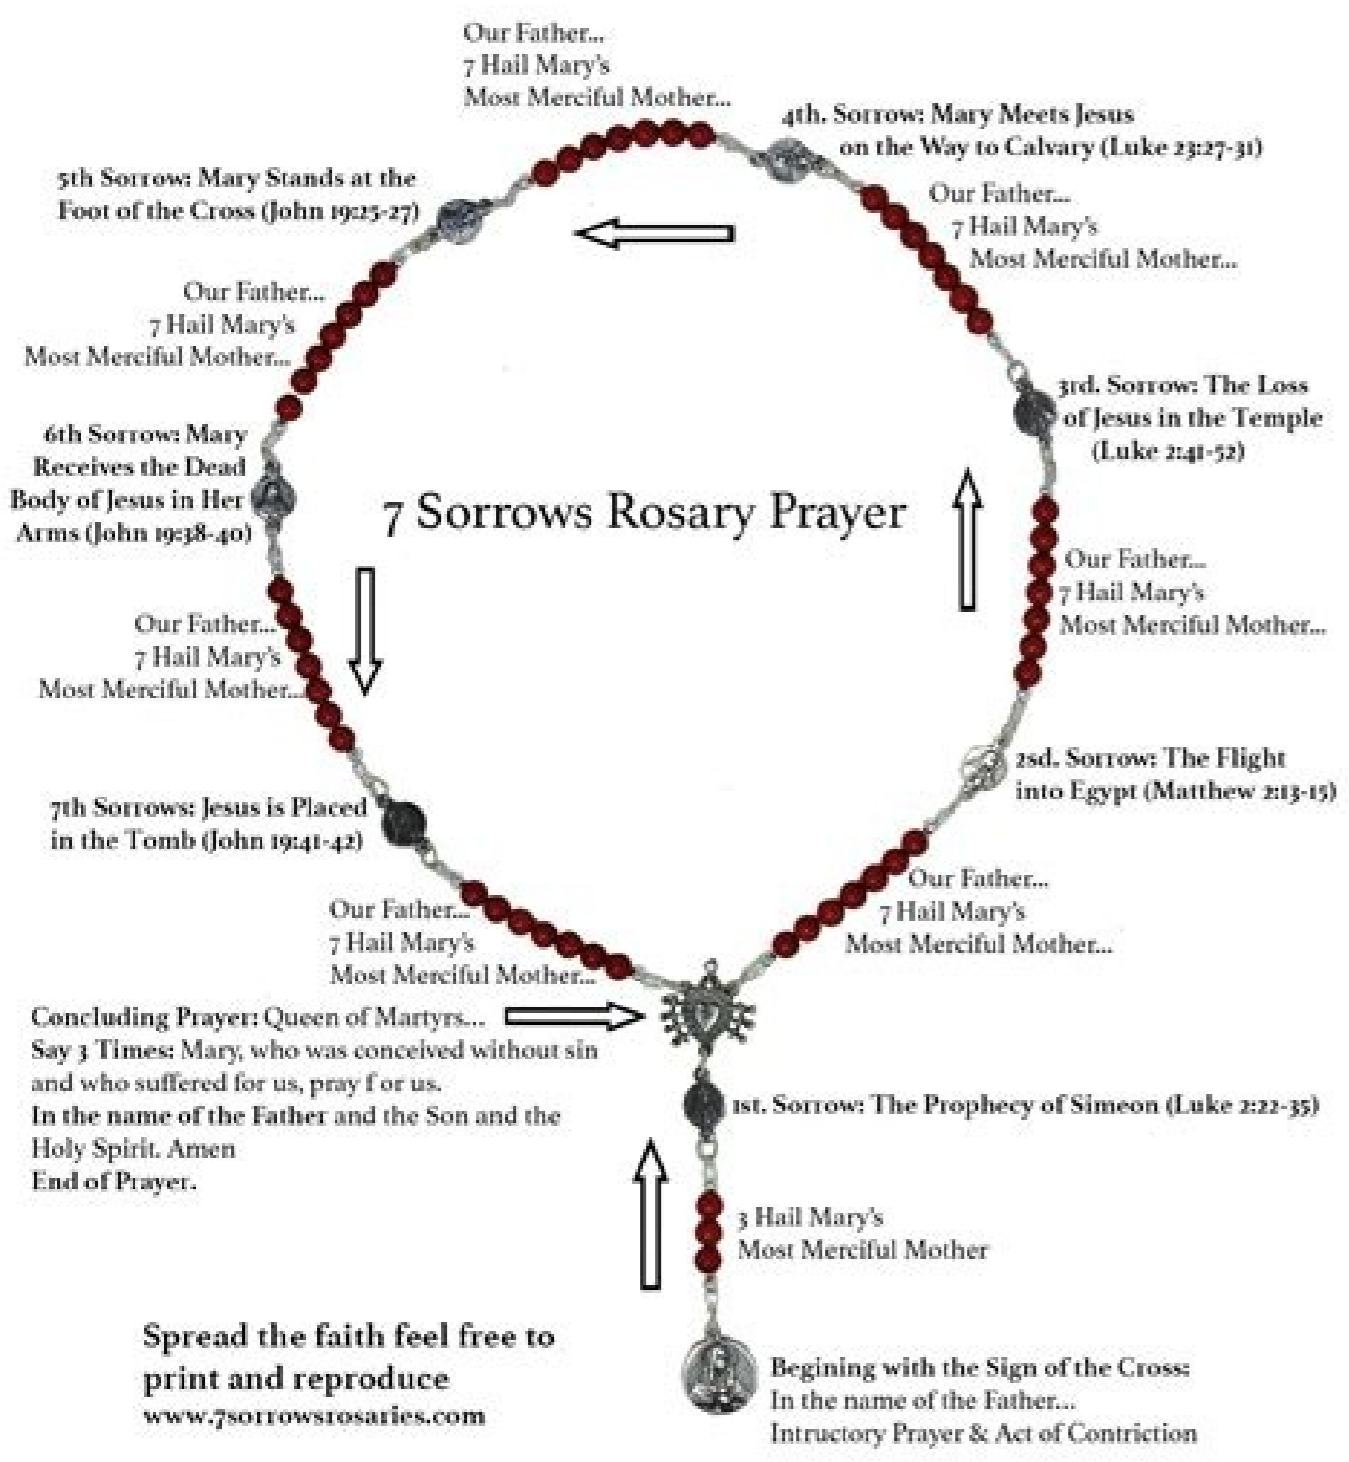 Our Father...
7 Hail Mary's
Most Merciful Mother...
4th. Sorrow: Mary Meets Jesus
on the Way to Calvary (Luke 23:27-31)
5th Sorrow: Mary Stands at the
Foot of the Cross (John 19:25-27)
Our Father...
7 Hail Mary's
Most Merciful Mother...
Our Father...
7 Hail Mary's
Most Merciful Mother...
3rd. Sorrow: The Loss
of Jesus in the Temple
(Luke 2:41-52)
6th Sorrow: Mary
Receives the Dead
Body of Jesus in Her
Arms (John 19:38-40)
7 Sorrows Rosary Prayer
Our Father...
7 Hail Mary's
Most Merciful Mother...
Our Father...
7 Hail Mary's
Most Merciful Mother...
2sd. Sorrow: The Flight
into Egypt (Matthew 2:13-15)
7th Sorrows: Jesus is Placed
in the Tomb (John 19:41-42)
Our Father...
7 Hail Mary's
Most Merciful Mother...
Our Father...
7 Hail Mary's
Most Merciful Mother...
Concluding Prayer: Queen of Martyrs...
Say 3 Times: Mary, who was conceived without sin
and who suffered for us, pray f or us.
In the name of the Father and the Son and the
Holy Spirit. Amen
End of Prayer.
1st. Sorrow: The Prophecy of Simeon (Luke 2:22-35)
3 Hail Mary's
Most Merciful Mother
Spread the faith feel free to
print and reproduce
www.7sorrowsrosaries.com
Begining with the Sign of the Cross:
In the name of the Father...
Intructory Prayer & Act of Contriction